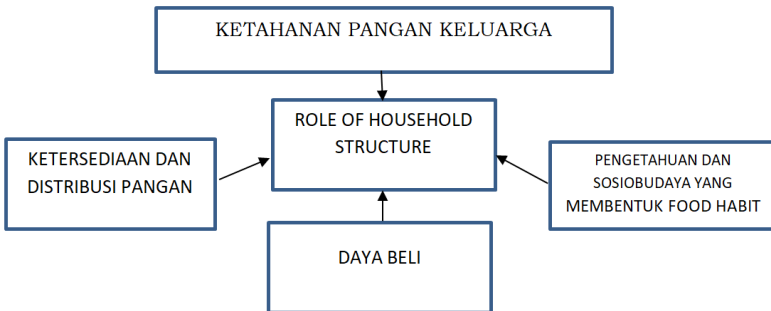 KETAHANAN PANGAN KELUARGA
ROLE OF HOUSEHOLD
STRUCTURE
KETERSEDIAAN DAN
DISTRIBUSI PANGAN
PENGETAHUAN DAN
SOSIOBUDAYA YANG
MEMBENTUK FOOD HABIT
DAYA BELI